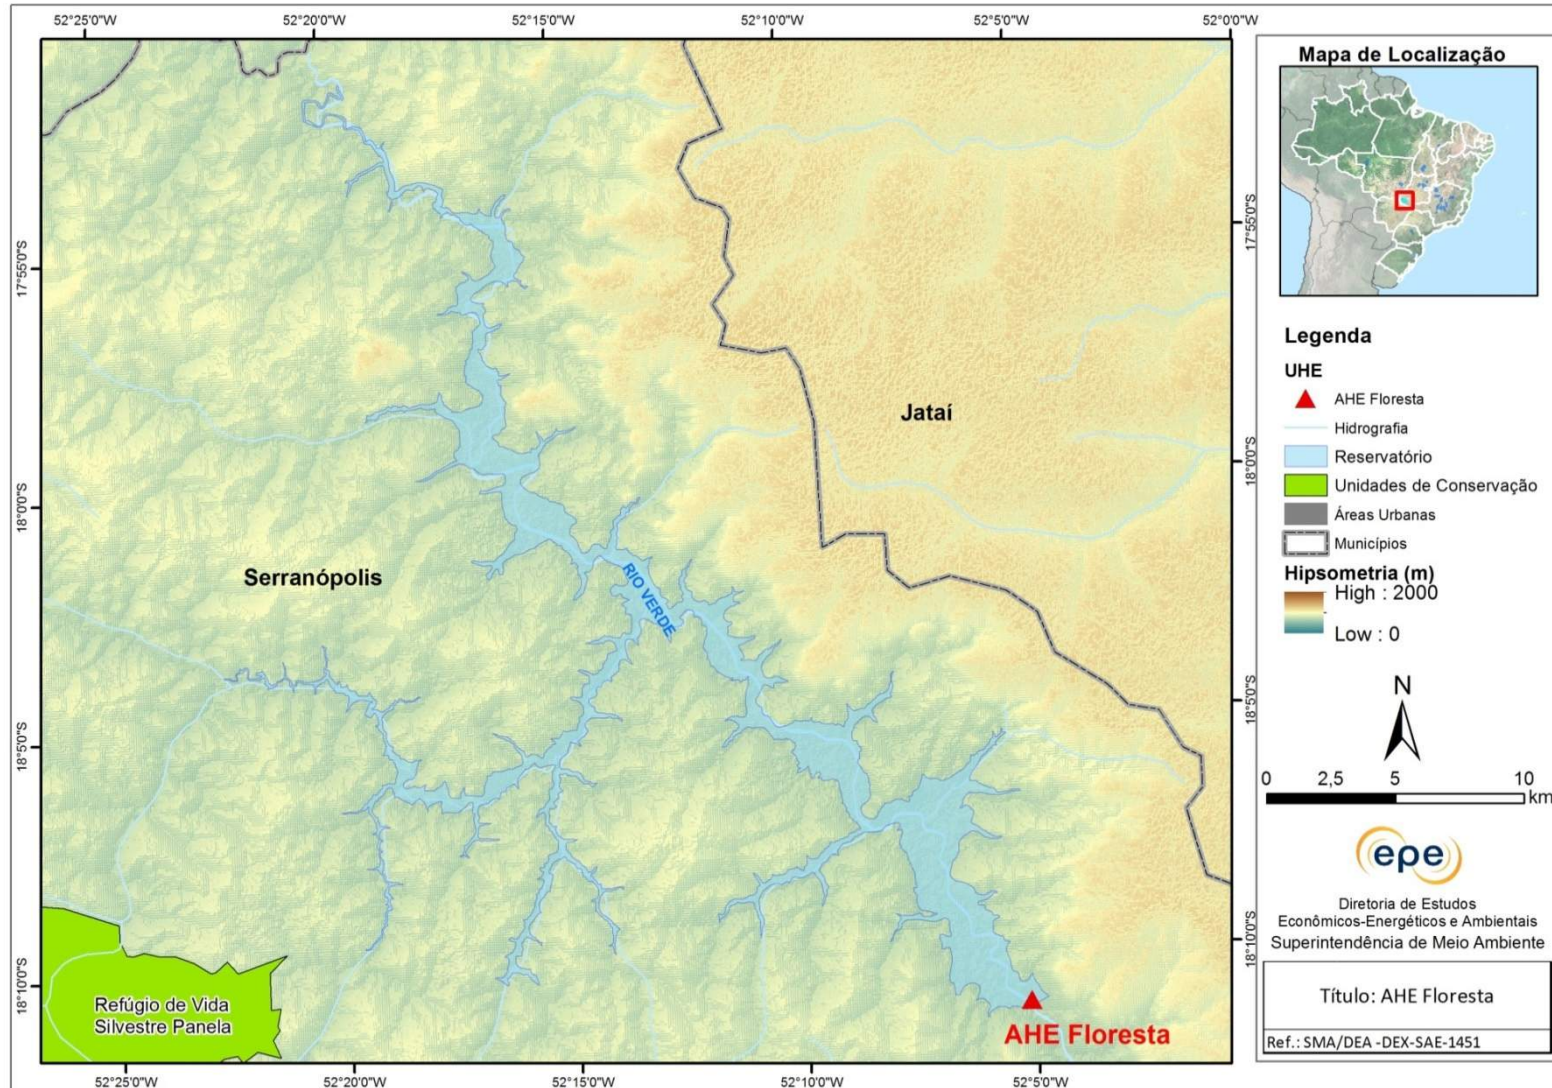 52°25'0"W 52°20'0"W 52°15'0"W 52°10'0"W 52°50'0"W 52°00'0"W
17°55'0"S
18°0'0"S
18°5'0"S
18°10'0"S
Jataí
Serranópolis
RIO VERDE
Refúgio de Vida
Silvestre Panela
AHE Floresta
17°55'0"S
18°0'0"S
18°5'0"S
18°10'0"S
52°25'0"W 52°20'0"W 52°15'0"W 52°10'0"W 52°50'0"W
Mapa de Localização
Legenda
UHE
AHE Floresta
Hidrografia
Reservatório
Unidades de Conservação
Áreas Urbanas
Municípios
Hipsometria (m)
High : 2000
Low : 0
N
0 2,5 5 10
km
epe
Diretoria de Estudos
Econômicos-Energéticos e Ambientais
Superintendência de Meio Ambiente
Título: AHE Floresta
Ref.: SMA/DEA -DEX-SAE-1451